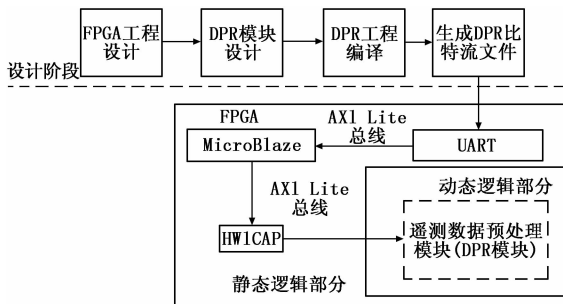 FPGA工程
设计
DPR模块
设计
DPR工程
编译
生成DPR比
特流文件
设计阶段
FPGA
AX1 Lite
总线
MicroBlaze
UART
AX1 Lite
总线
动态逻辑部分
遥测数据预处理
模块(DPR模块)
HW1CAP
静态逻辑部分